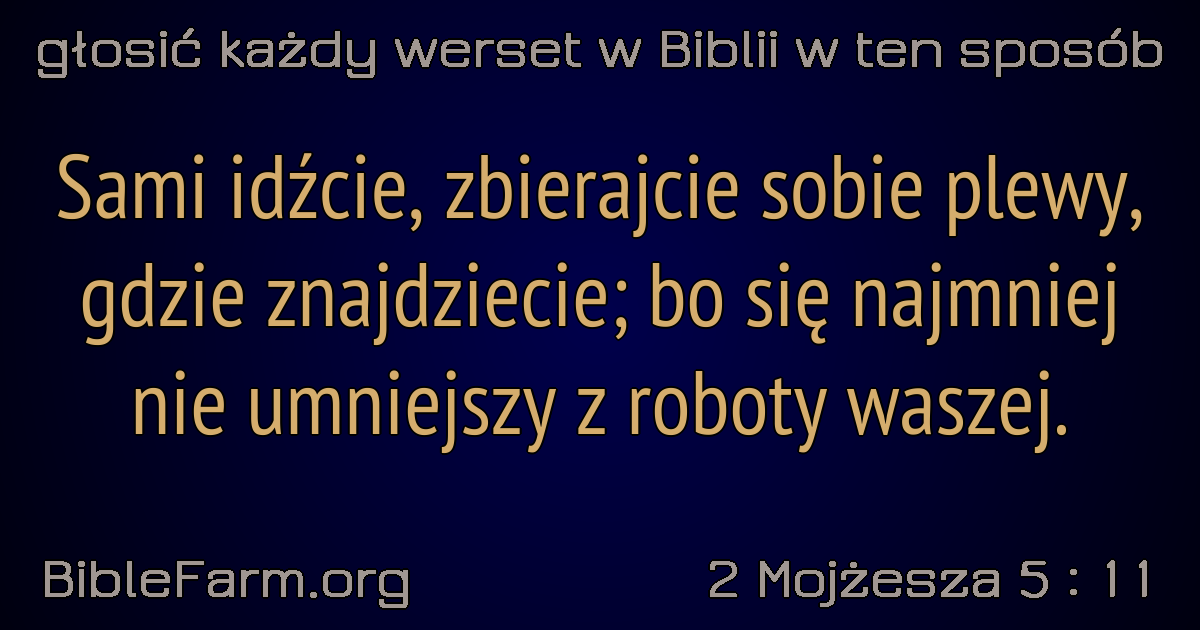 głosić każdy werset w Biblii w ten sposób
Sami idźcie, zbierajcie sobie plewy,
gdzie znajdziecie; bo się najmniej
nie umniejszy z roboty waszej.
BibleFarm.org
2 Mojżesza 5 : 11